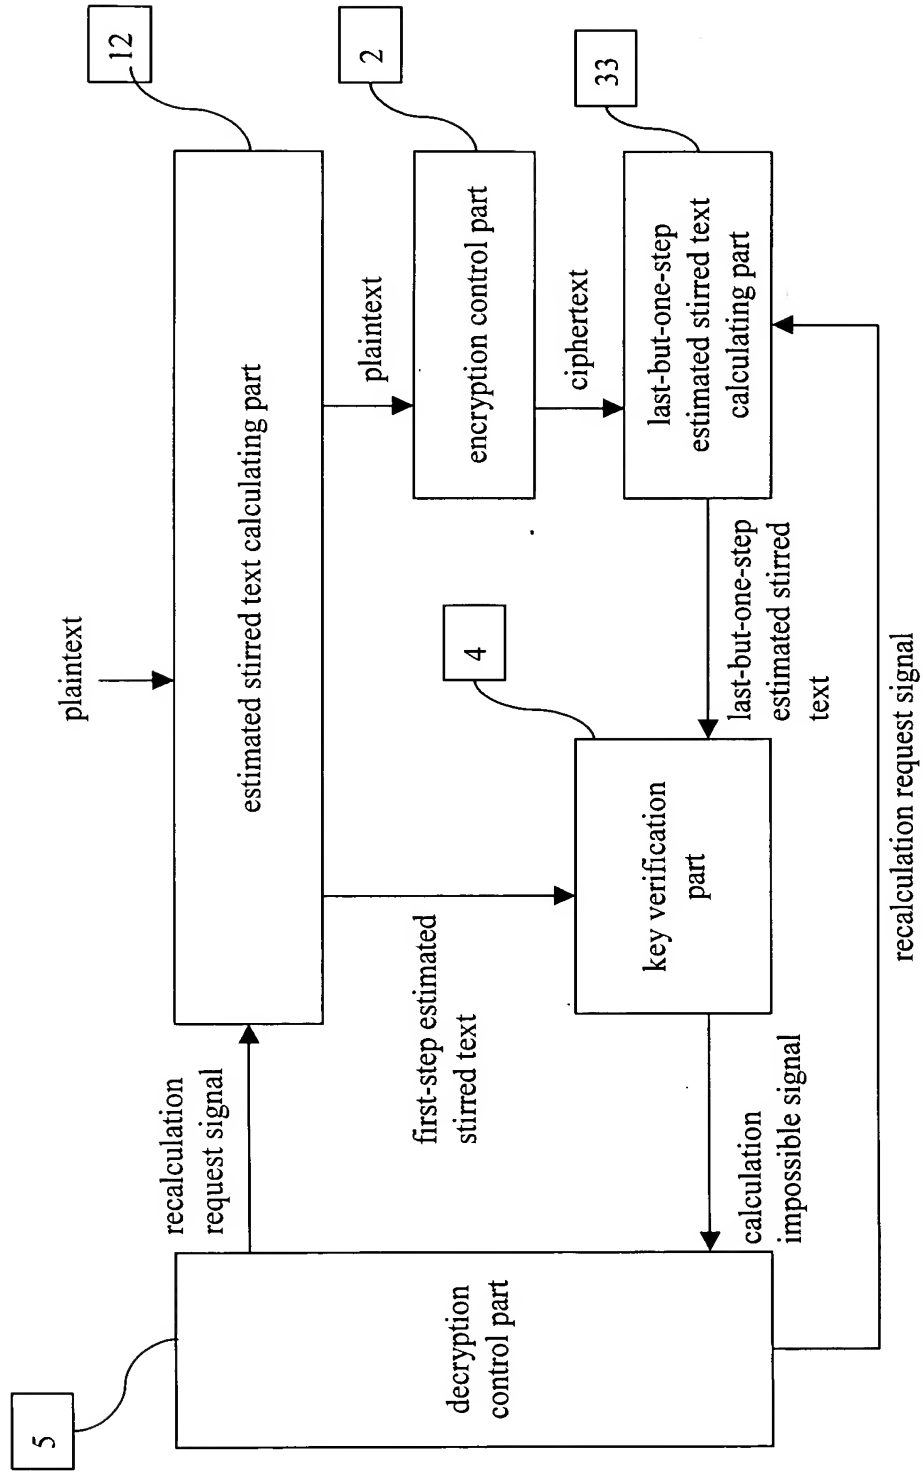 5
decryption
control part
recalculation
request signal
plaintext
estimated stirred text calculating part
12
first-step estimated
stirred text
plaintext
encryption control part
2
ciphertext
4
key verification
part
last-but-one-step
estimated stirred text
calculating part
33
last-but-one-step
estimated stirred
text
calculation
impossible signal
recalculation request signal